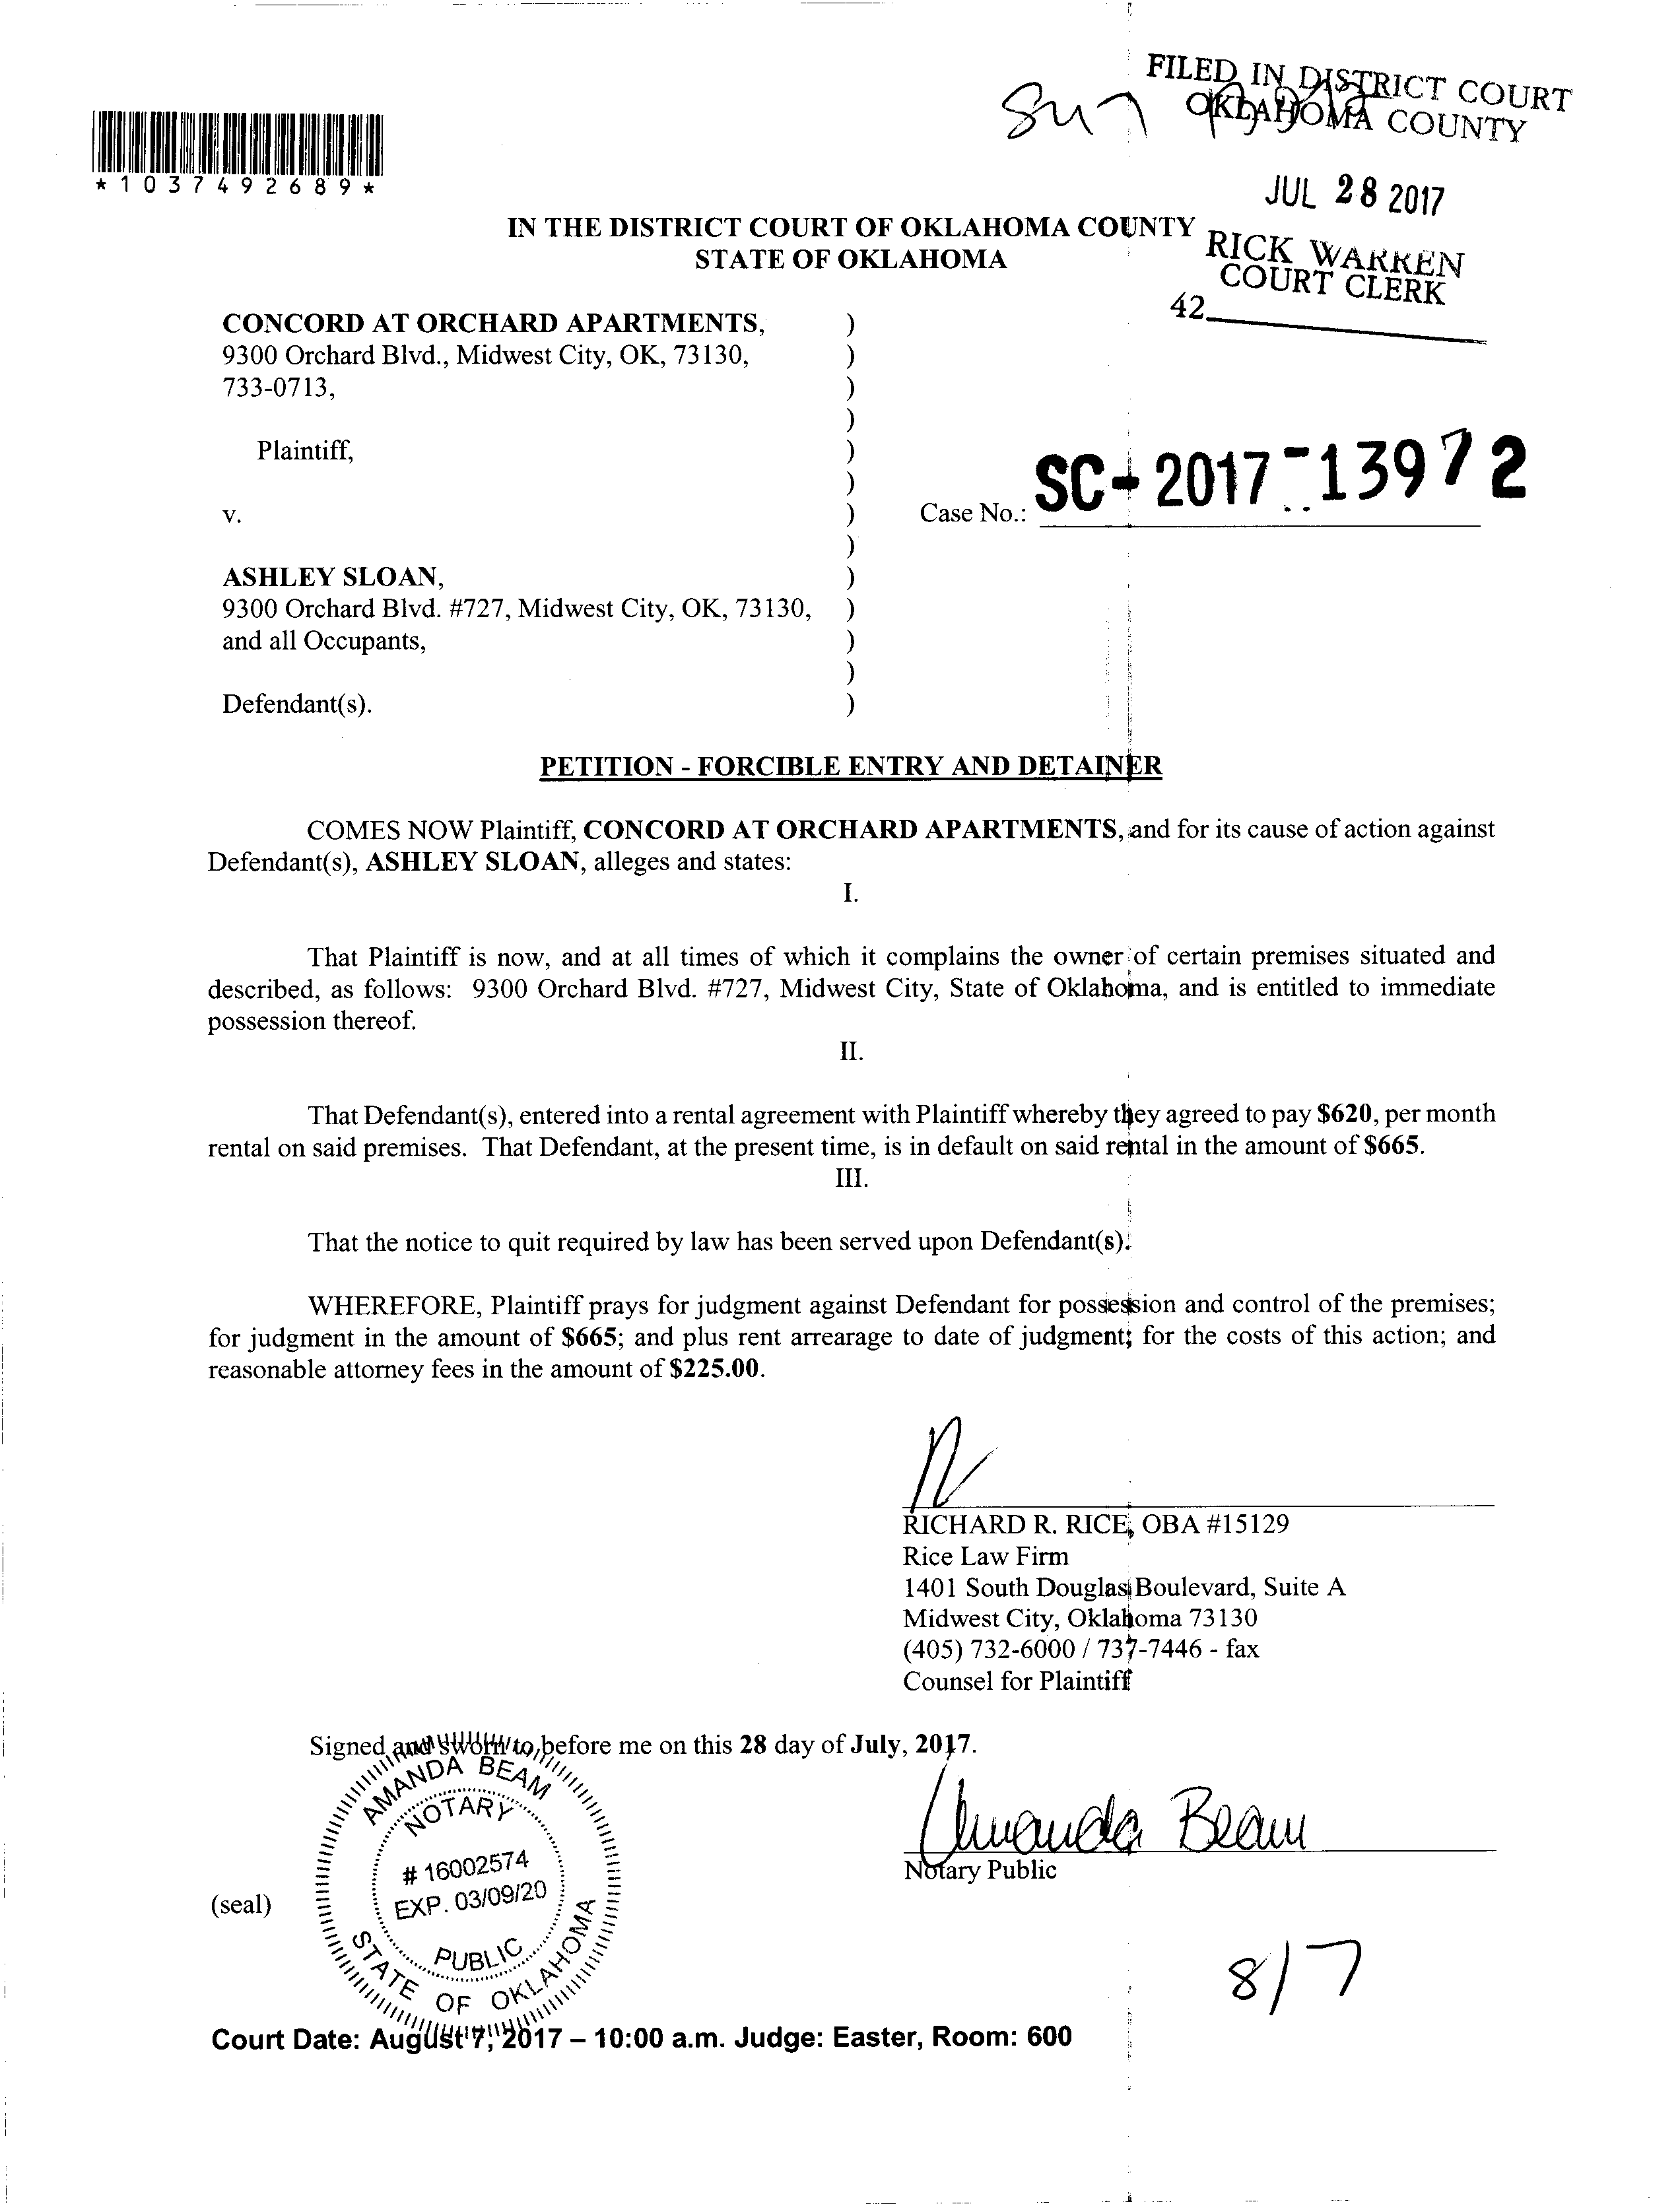 FILED IN DISTRICT COURT
OKLAHOMA COUNTY
*1037492689*
JUL 28 2017
IN THE DISTRICT COURT OF OKLAHOMA COUNTY
STATE OF OKLAHOMA
RICK WARREN
COURT CLERK
42
CONCORD AT ORCHARD APARTMENTS, )
9300 Orchard Blvd., Midwest City, OK, 73130, )
733-0713, )
)
Plaintiff, )
)
v. ) Case No.: SC-2017-13972
)
ASHLEY SLOAN, )
9300 Orchard Blvd. #727, Midwest City, OK, 73130, )
and all Occupants, )
)
Defendant(s). )
PETITION - FORCIBLE ENTRY AND DETAINER
COMES NOW Plaintiff, CONCORD AT ORCHARD APARTMENTS, and for its cause of action against
Defendant(s), ASHLEY SLOAN, alleges and states:
I.
That Plaintiff is now, and at all times of which it complains the owner of certain premises situated and
described, as follows: 9300 Orchard Blvd. #727, Midwest City, State of Oklahoma, and is entitled to immediate
possession thereof.
II.
That Defendant(s), entered into a rental agreement with Plaintiff whereby they agreed to pay $620, per month
rental on said premises. That Defendant, at the present time, is in default on said rental in the amount of $665.
III.
That the notice to quit required by law has been served upon Defendant(s).
WHEREFORE, Plaintiff prays for judgment against Defendant for possession and control of the premises;
for judgment in the amount of $665; and plus rent arrearage to date of judgment; for the costs of this action; and
reasonable attorney fees in the amount of $225.00.
RICHARD R. RICE, OBA #15129
Rice Law Firm
1401 South Douglas Boulevard, Suite A
Midwest City, Oklahoma 73130
(405) 732-6000 / 737-7446 - fax
Counsel for Plaintiff
Signed and sworn to before me on this 28 day of July, 2017.
AMANDA BEAM
NOTARY
# 16002574
EXP. 03/09/20
PUBLIC
STATE OF OKLAHOMA
Amanda Beam
Notary Public
(seal)
8/7
Court Date: August 7, 2017 – 10:00 a.m. Judge: Easter, Room: 600